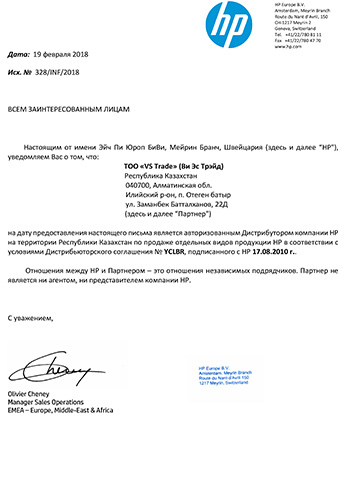 hp
HP Europe B.V.
Amsterdam, Meyrin Branch
Route du Nant d'Avril, 150
CH-1217 Meyrin 2
Geneva, Switzerland
Tel. +41/22/780 81 11
Fax +41/22/780 47 70
www.hp.com
Дата: 19 февраля 2018
Исх. № 328/INF/2018
ВСЕМ ЗАИНТЕРЕСОВАННЫМ ЛИЦАМ
Настоящим от имени Эйч Пи Юроп БиВи, Мейрин Бранч, Швейцария (здесь и далее "HP"),
уведомляем Вас о том, что:
ТОО «VS Trade» (Ви Эс Трэйд)
Республика Казахстан
040700, Алматинская обл.
Илийский р-он, п. Отеген батыр
ул. Заманбек Батталханов, 22Д
(здесь и далее "Партнер")
на дату предоставления настоящего письма является авторизованным Дистрибутором компании HP
на территории Республики Казахстан по продаже отдельных видов продукции HP в соответствии с
условиями Дистрибьюторского соглашения № YCLBR, подписанного с HP 17.08.2010 г..
Отношения между HP и Партнером – это отношения независимых подрядчиков. Партнер не
является ни агентом, ни представителем компании HP.
С уважением,
Cheney
Olivier Cheney
Manager Sales Operations
EMEA – Europe, Middle-East & Africa
HP Europe B.V.
Amsterdam, Meyrin Branch
Route du Nant d'Avril 150
1217 Meyrin, Switzerland